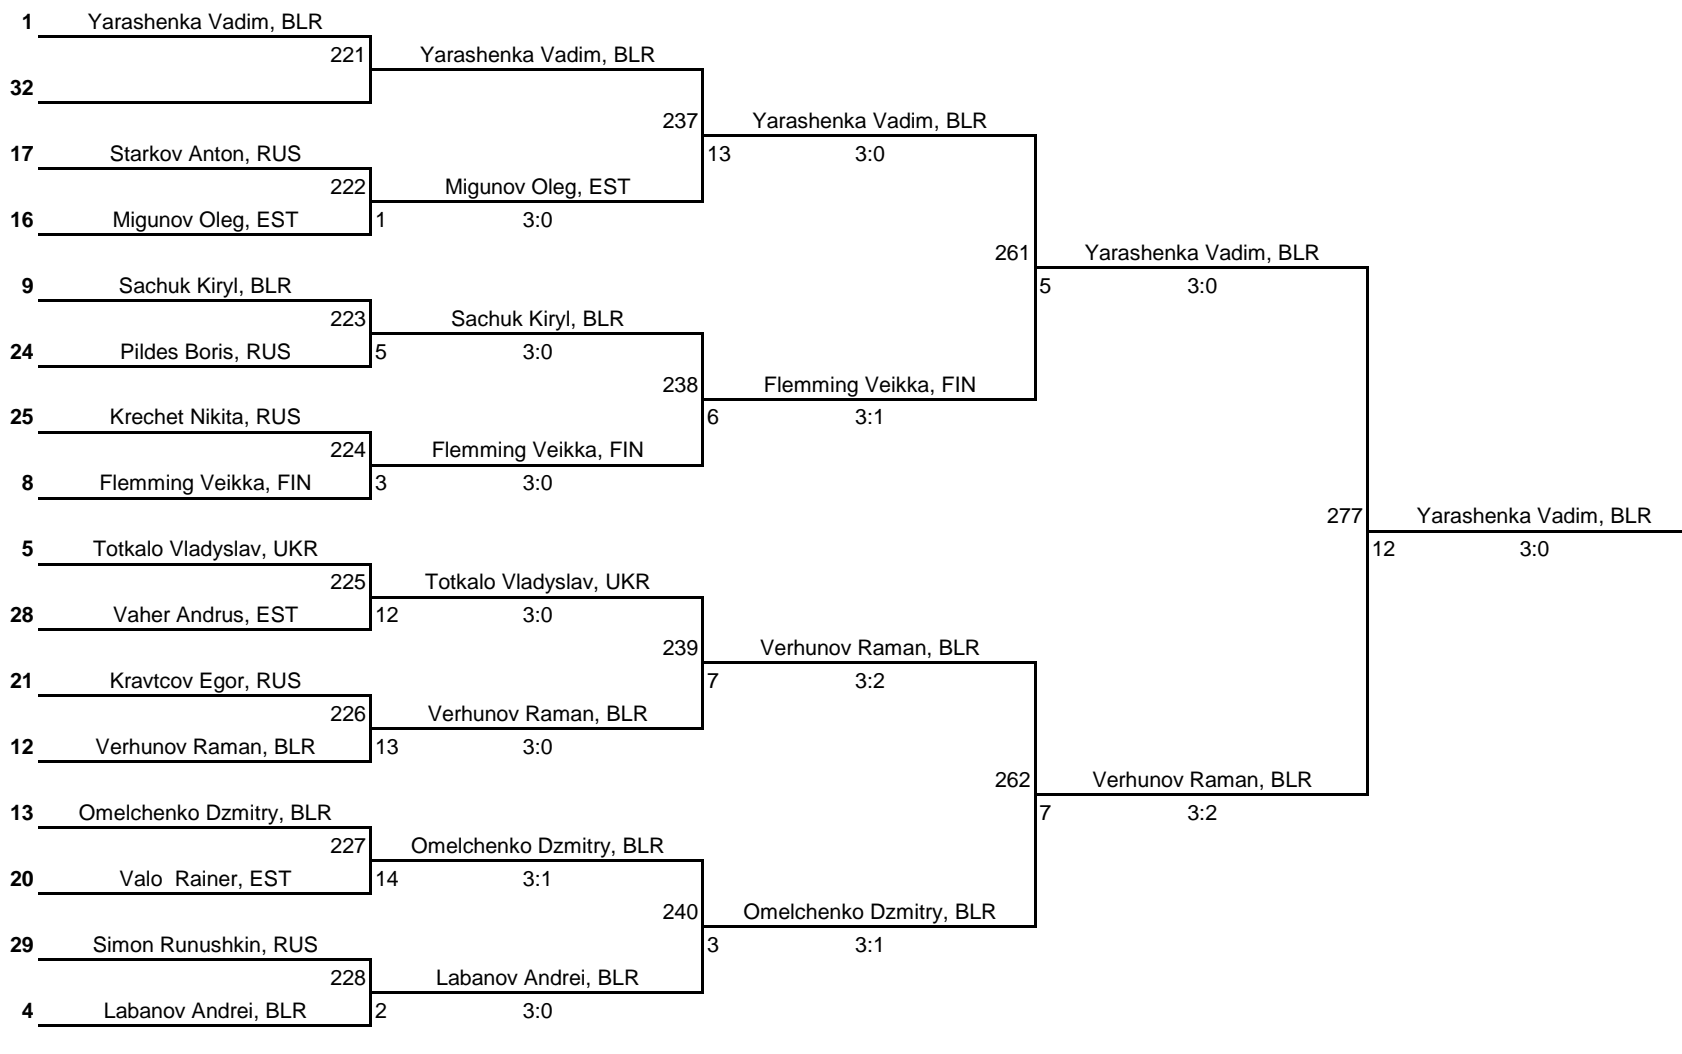 1 Yarashenka Vadim, BLR
221 Yarashenka Vadim, BLR
32
237 Yarashenka Vadim, BLR
17 Starkov Anton, RUS 13 3:0
222 Migunov Oleg, EST
16 Migunov Oleg, EST 1 3:0
261 Yarashenka Vadim, BLR
9 Sachuk Kiryl, BLR 5 3:0
223 Sachuk Kiryl, BLR
24 Pildes Boris, RUS 5 3:0
238 Flemming Veikka, FIN
25 Krechet Nikita, RUS 6 3:1
224 Flemming Veikka, FIN
8 Flemming Veikka, FIN 3 3:0
277 Yarashenka Vadim, BLR
5 Totkalo Vladyslav, UKR 12 3:0
225 Totkalo Vladyslav, UKR
28 Vaher Andrus, EST 12 3:0
239 Verhunov Raman, BLR
21 Kravtcov Egor, RUS 7 3:2
226 Verhunov Raman, BLR
12 Verhunov Raman, BLR 13 3:0
262 Verhunov Raman, BLR
13 Omelchenko Dzmitry, BLR 7 3:2
227 Omelchenko Dzmitry, BLR
20 Valo Rainer, EST 14 3:1
240 Omelchenko Dzmitry, BLR
29 Simon Runushkin, RUS 3 3:1
228 Labanov Andrei, BLR
4 Labanov Andrei, BLR 2 3:0